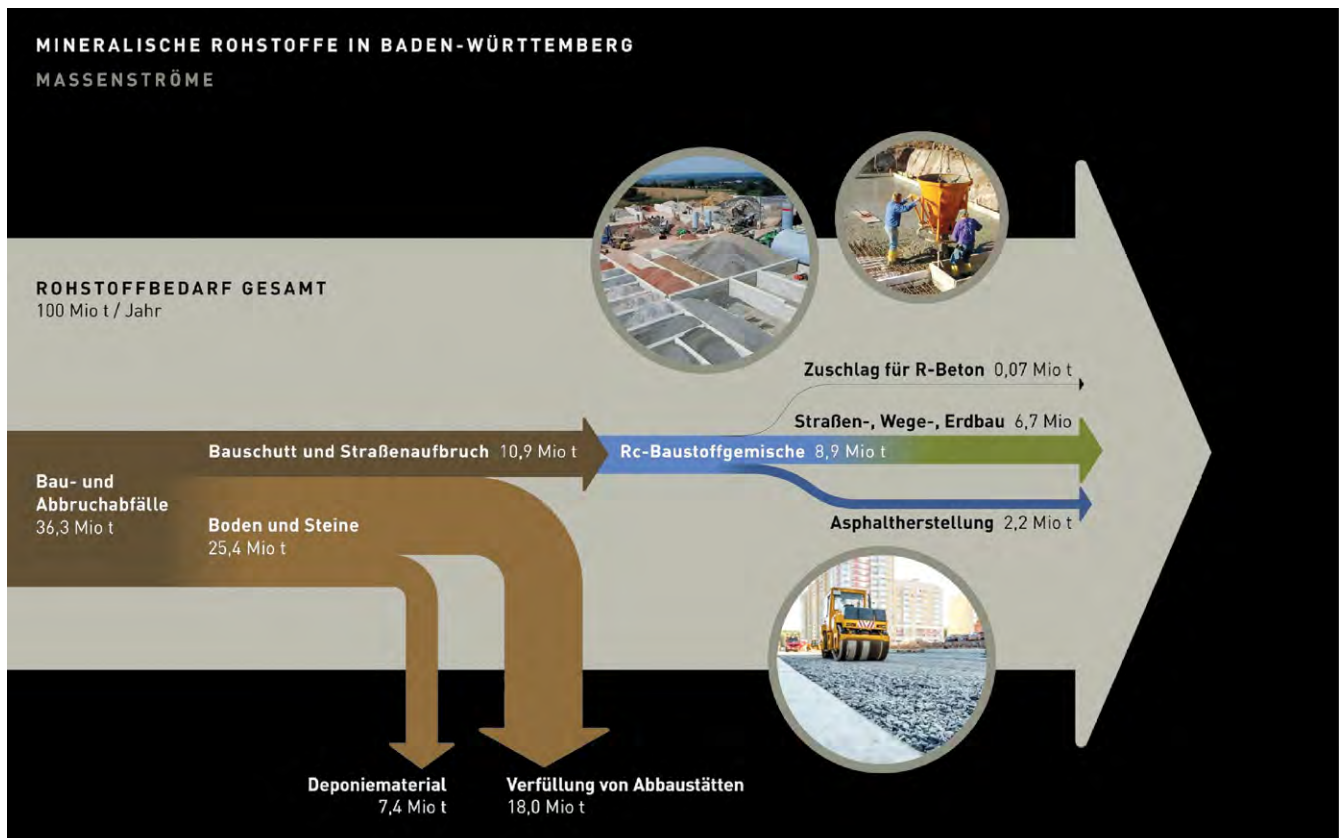 MINERALISCHE ROHSTOFFE IN BADEN-WÜRTTEMBERG
MASSENSTRÖME
ROHSTOFFBEDARF GESAMT
100 Mio t / Jahr
Zuschlag für R-Beton 0,07 Mio t
Straßen-, Wege-, Erdbau 6,7 Mio
Bauschutt und Straßenaufbruch 10,9 Mio t
Rc-Baustoffgemische 8,9 Mio t
Bau- und
Abbruchabfälle
36,3 Mio t
Boden und Steine
25,4 Mio t
Asphaltherstellung 2,2 Mio t
Deponiematerial
7,4 Mio t
Verfüllung von Abbaustätten
18,0 Mio t